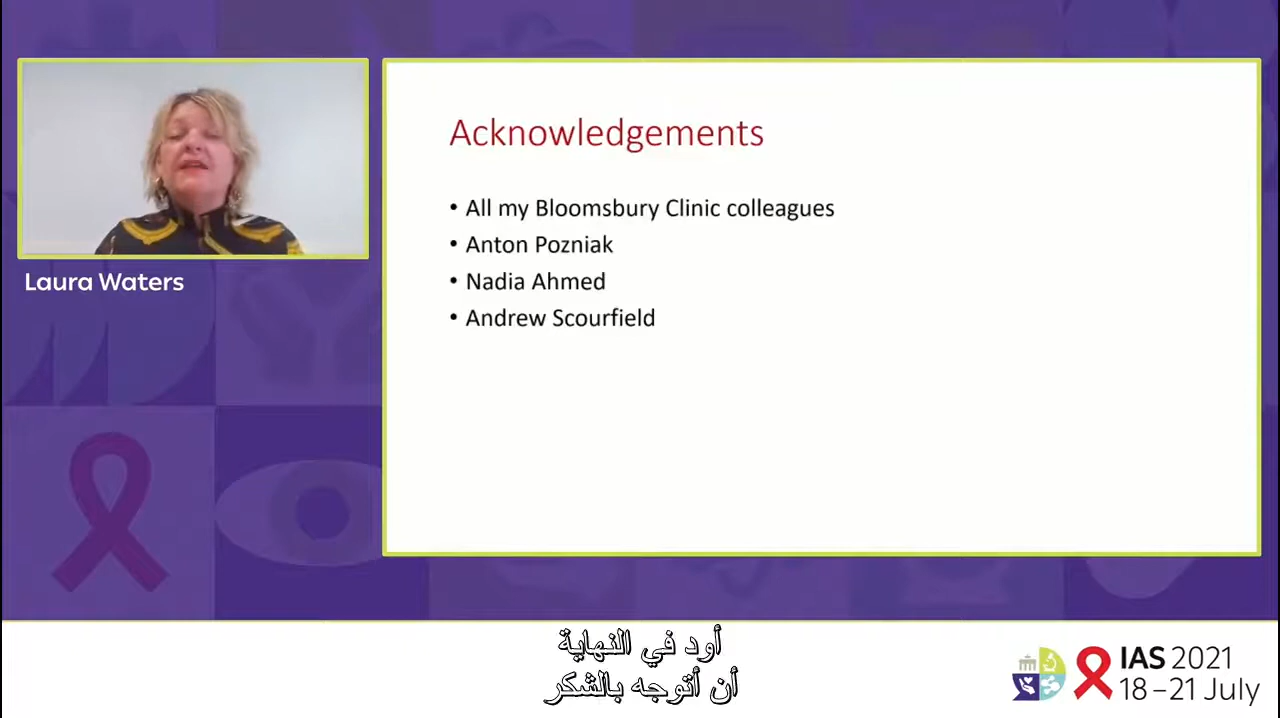 Acknowledgements
• All my Bloomsbury Clinic colleagues
• Anton Pozniak
• Nadia Ahmed
• Andrew Scourfield
Laura Waters
أود في النهاية
أن أتوجه بالشكر
IAS 2021
18–21 July